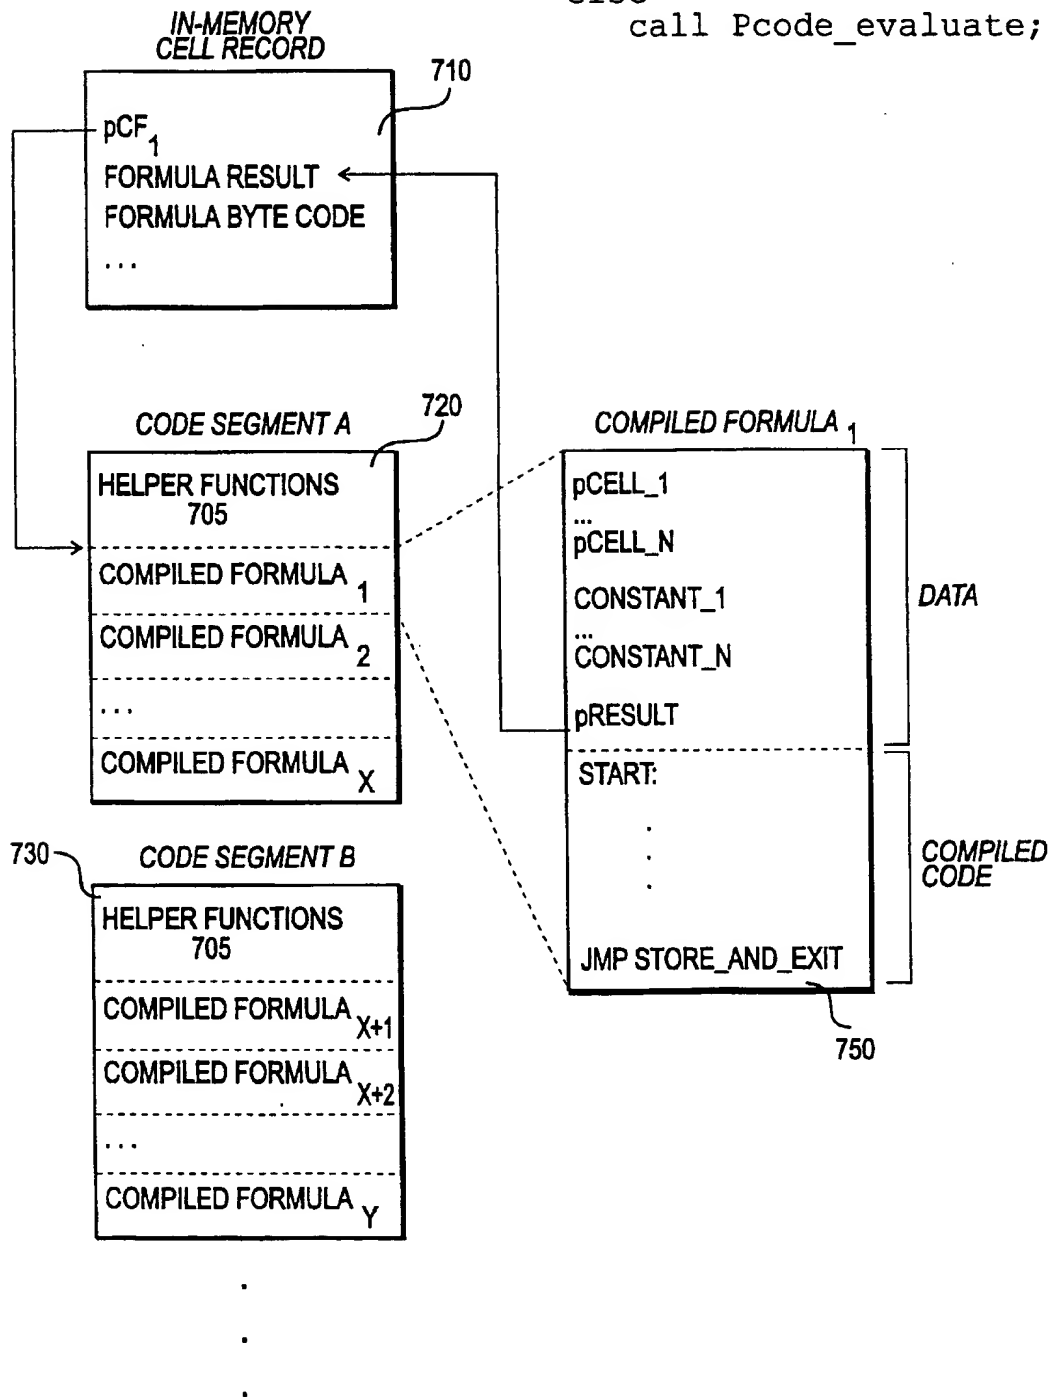 else
call Pcode_evaluate;
IN-MEMORY
CELL RECORD
710
pCF1
FORMULA RESULT
FORMULA BYTE CODE
...
CODE SEGMENT A
720
HELPER FUNCTIONS
705
COMPILED FORMULA 1
COMPILED FORMULA 2
...
COMPILED FORMULA X
COMPILED FORMULA 1
pCELL_1
...
pCELL_N
CONSTANT_1
...
CONSTANT_N
pRESULT
DATA
START:
.
.
.
JMP STORE_AND_EXIT
COMPILED
CODE
750
730
CODE SEGMENT B
HELPER FUNCTIONS
705
COMPILED FORMULA X+1
COMPILED FORMULA X+2
...
COMPILED FORMULA Y
.
.
.